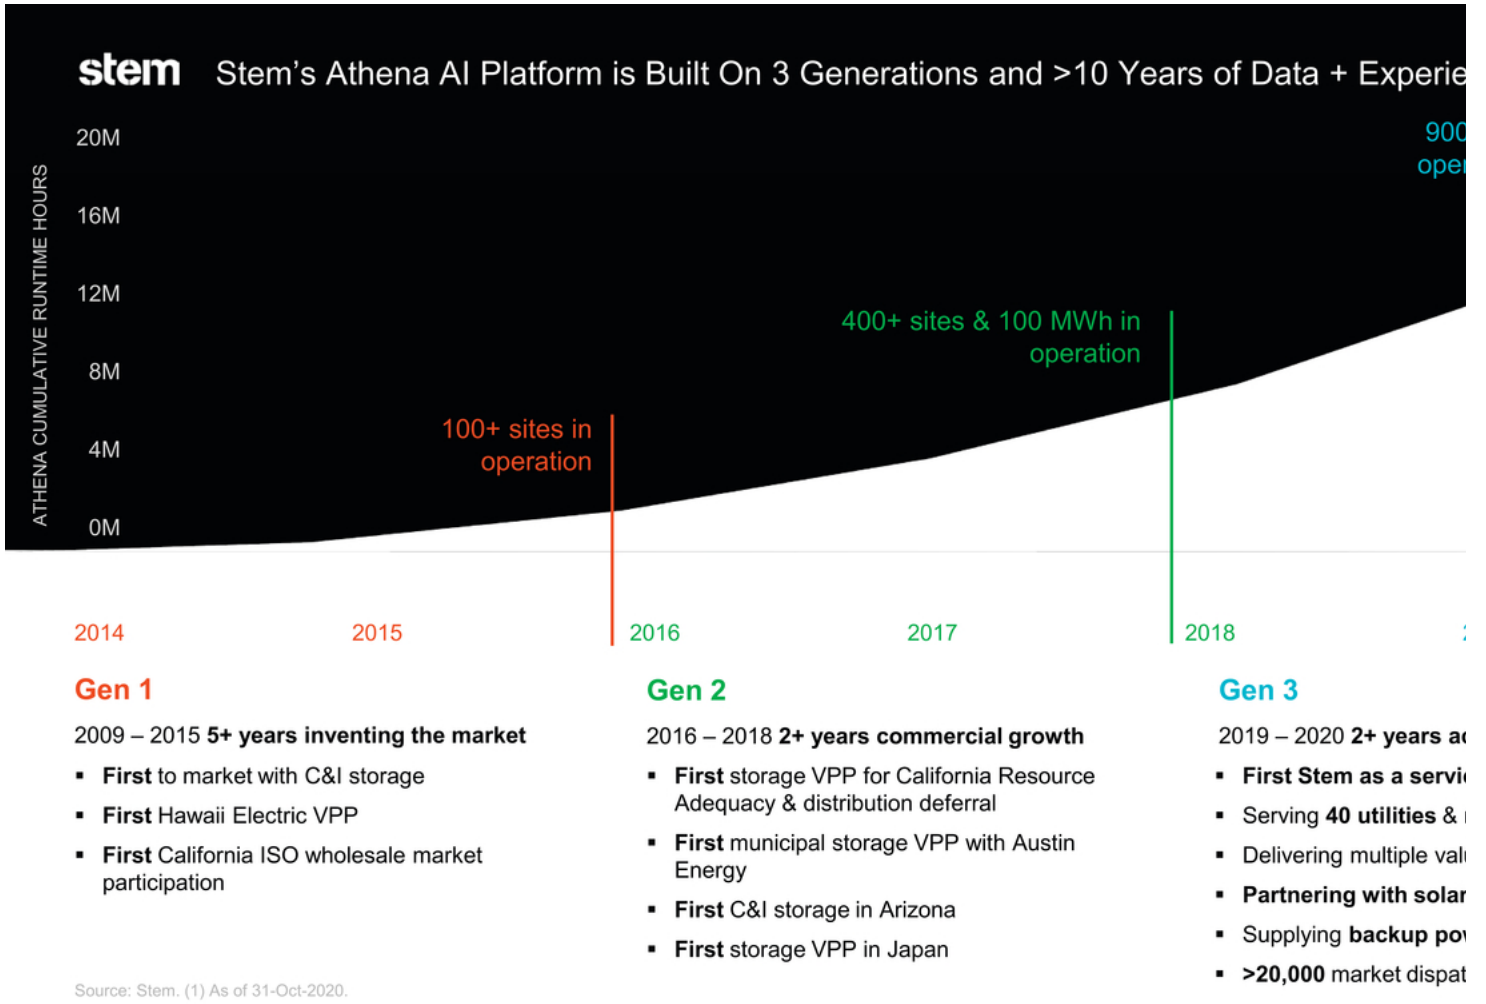 stem
Stem’s Athena AI Platform is Built On 3 Generations and >10 Years of Data +
20M
900
16M
12M
8M
4M
0M
ATHENA CUMULATIVE RUNTIME HOURS
400+ sites & 100 MWh in
operation
100+ sites in
operation
2014
2015
2016
2017
2018
Gen 1
2009 – 2015 5+ years inventing the market
▪ First to market with C&I storage
▪ First Hawaii Electric VPP
▪ First California ISO wholesale market
participation
Gen 2
2016 – 2018 2+ years commercial growth
▪ First storage VPP for California Resource
Adequacy & distribution deferral
▪ First municipal storage VPP with Austin
Energy
▪ First C&I storage in Arizona
▪ First storage VPP in Japan
Gen 3
2019 – 2020 2+ years
▪ First Stem as a
▪ Serving 40 utilities &
▪ Delivering multiple
▪ Partnering with solar
▪ Supplying backup
▪ >20,000 market
Source: Stem. (1) As of 31-Oct-2020.